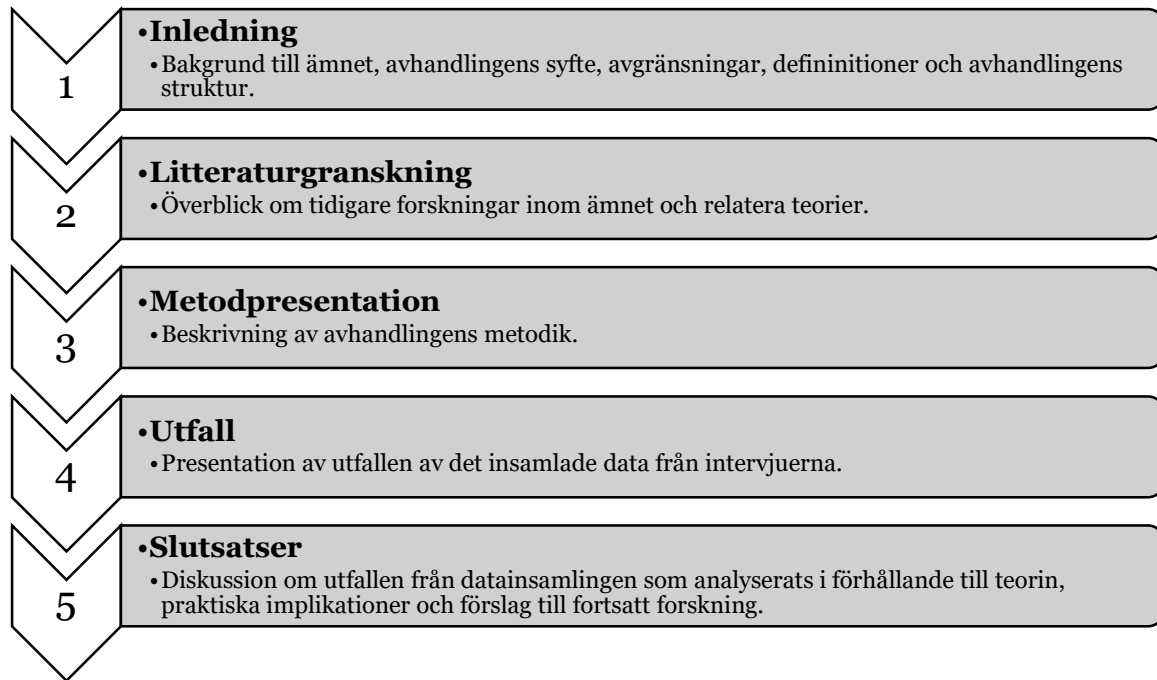 1
•Inledning
•Bakgrund till ämnet, avhandlingens syfte, avgränsningar, defininitioner och avhandlingens
struktur.
2
•Litteraturgranskning
•Överblick om tidigare forskningar inom ämnet och relatera teorier.
3
•Metodpresentation
•Beskrivning av avhandlingens metodik.
4
•Utfall
•Presentation av utfallen av det insamlade data från intervjuerna.
5
•Slutsatser
•Diskussion om utfallen från datainsamlingen som analyserats i förhållande till teorin,
praktiska implikationer och förslag till fortsatt forskning.